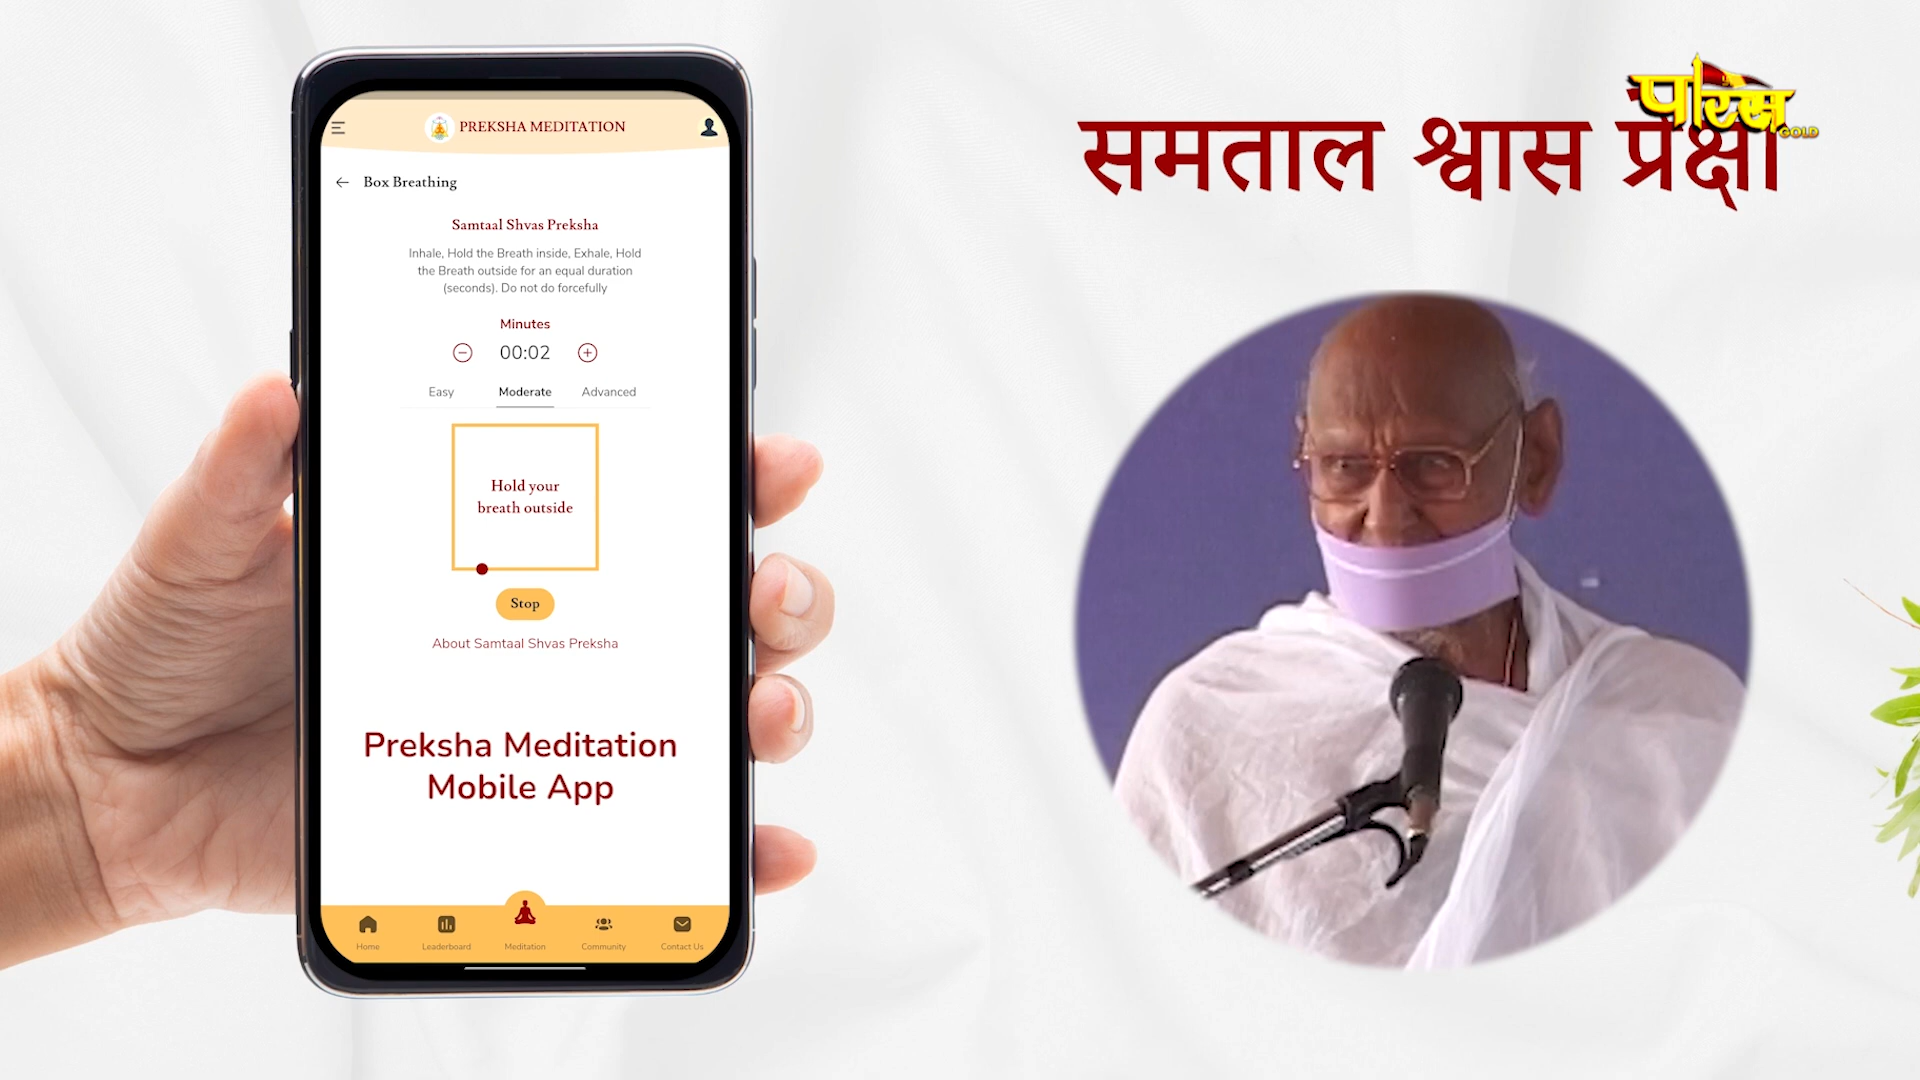 PREKSHA MEDITATION
Box Breathing
Samtaal Shvas Preksha
Inhale, Hold the Breath inside, Exhale, Hold
the Breath outside for an equal duration
(seconds). Do not do forcefully
Minutes
00:02
Easy Moderate Advanced
Hold your
breath outside
Stop
About Samtaal Shvas Preksha
Preksha Meditation
Mobile App
Home Leaderboard Meditation Community Contact Us
पारस
GOLD
समताल श्वास प्रेक्षा